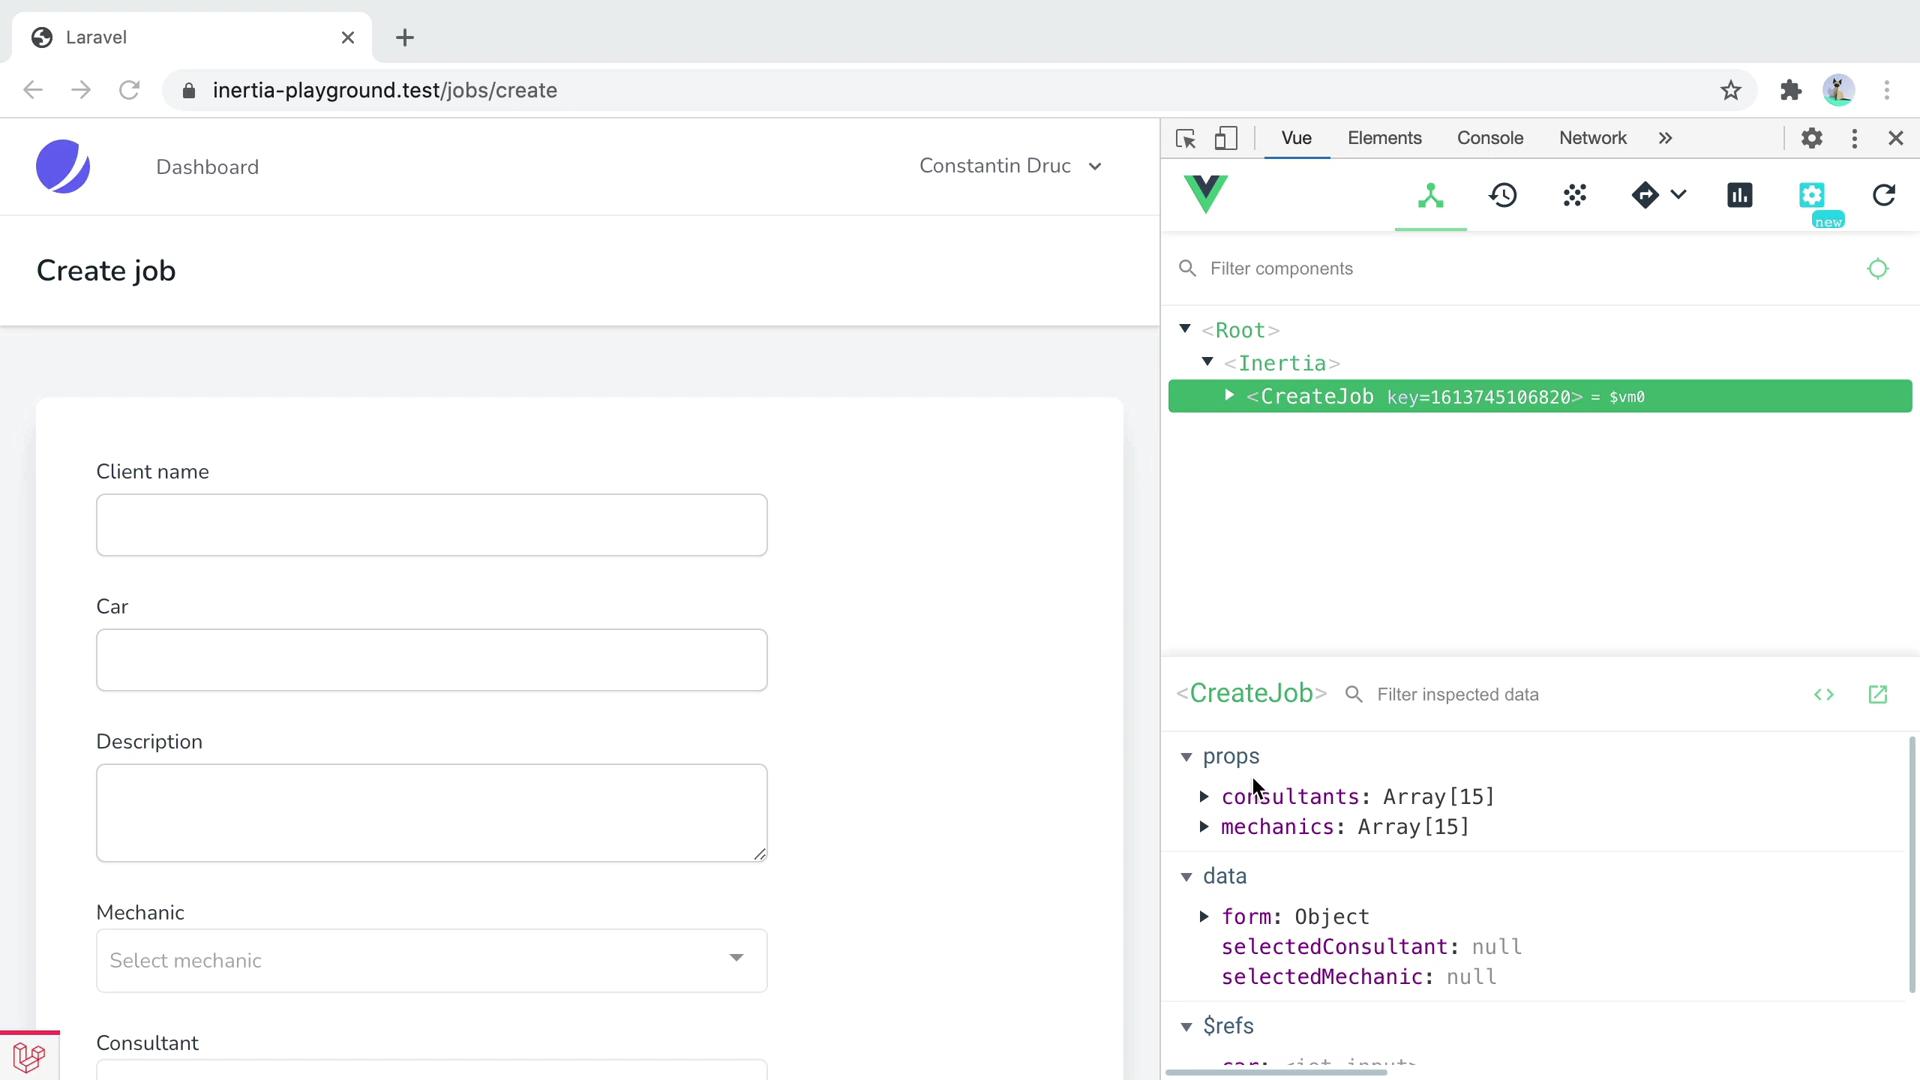 Laravel
inertia-playground.test/jobs/create
Dashboard
Constantin Druc
Create job
Client name
Car
Description
Mechanic
Select mechanic
Consultant
Vue Elements Console Network
new
Filter components
<Root>
<Inertia>
<CreateJob key=1613745106820> = $vm0
<CreateJob> Filter inspected data
props
consultants: Array[15]
mechanics: Array[15]
data
form: Object
selectedConsultant: null
selectedMechanic: null
$refs